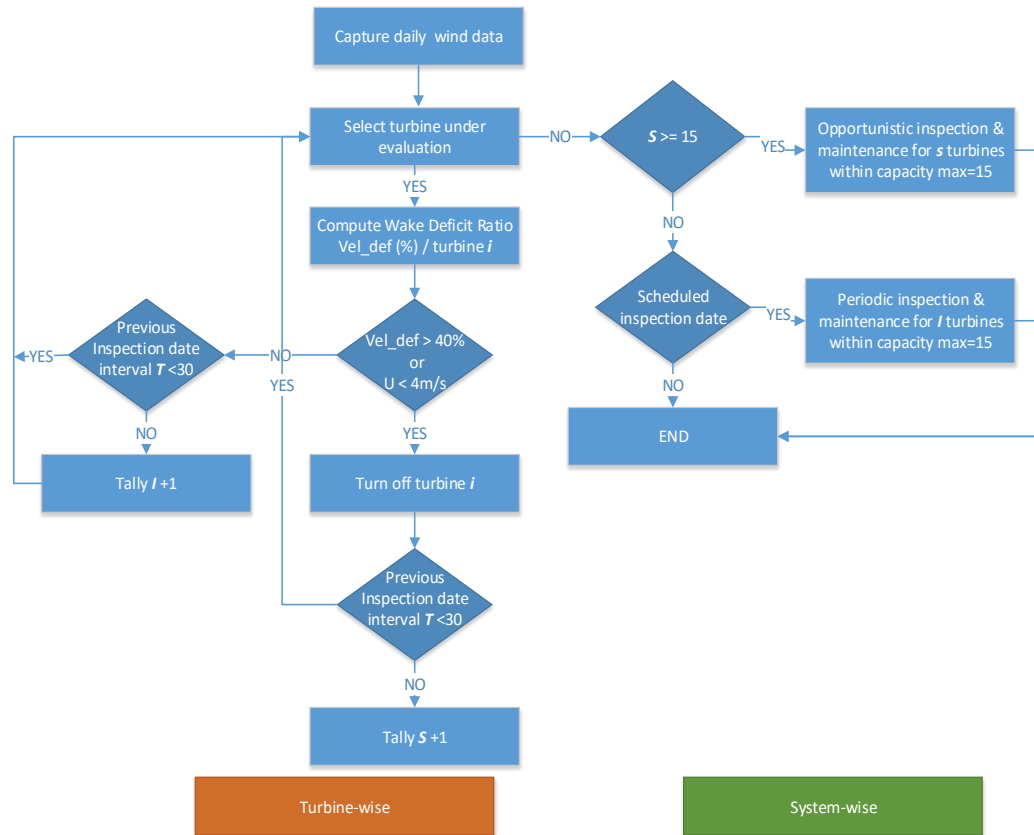 Capture daily wind data
Select turbine under
evaluation
NO
S >= 15
YES
Opportunistic inspection &
maintenance for s turbines
within capacity max=15
YES
Compute Wake Deficit Ratio
Vel_def (%) / turbine i
NO
Scheduled
inspection date
YES
Periodic inspection &
maintenance for I turbines
within capacity max=15
Previous
Inspection date
interval T <30
YES
NO
YES
Vel_def > 40%
or
U < 4m/s
NO
END
NO
YES
Tally I +1
Turn off turbine i
Previous
Inspection date
interval T <30
NO
Tally S +1
Turbine-wise
System-wise